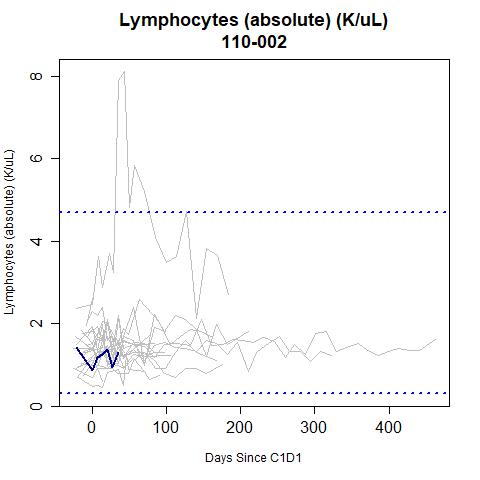 Lymphocytes (absolute) (K/uL)
110-002
Lymphocytes (absolute) (K/uL)
8
6
4
2
0
0 100 200 300 400
Days Since C1D1